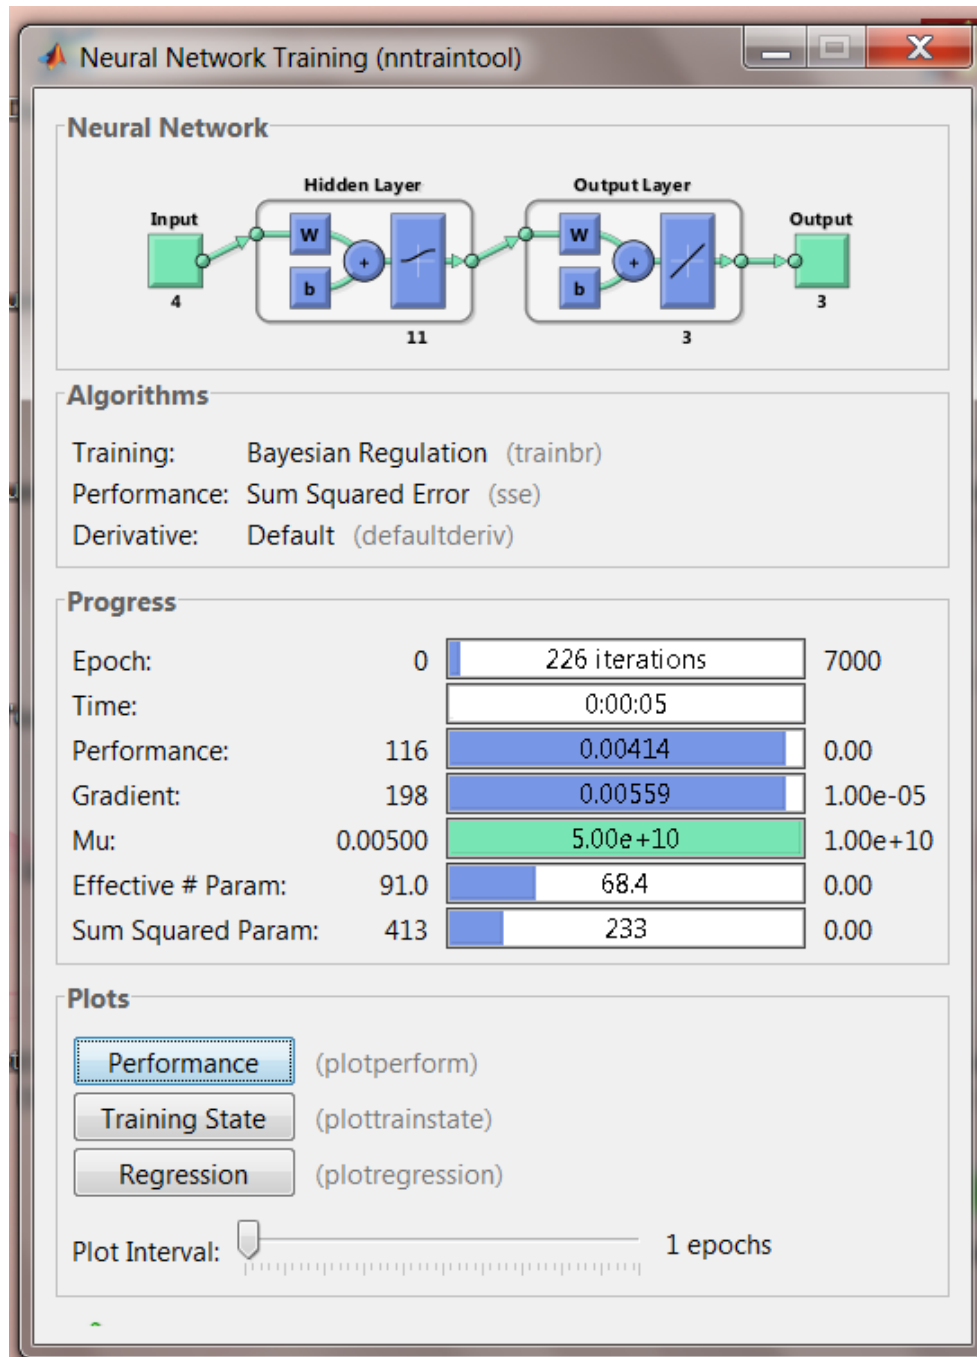 Neural Network Training (nntraintool)
Neural Network
Hidden Layer Output Layer
Input Output
W W
+ +
b b
4 3
11 3
Algorithms
Training: Bayesian Regulation (trainbr)
Performance: Sum Squared Error (sse)
Derivative: Default (defaultderiv)
Progress
Epoch: 0 226 iterations 7000
Time: 0:00:05
Performance: 116 0.00414 0.00
Gradient: 198 0.00559 1.00e-05
Mu: 0.00500 5.00e+10 1.00e+10
Effective # Param: 91.0 68.4 0.00
Sum Squared Param: 413 233 0.00
Plots
Performance (plotperform)
Training State (plottrainstate)
Regression (plotregression)
Plot Interval: 1 epochs